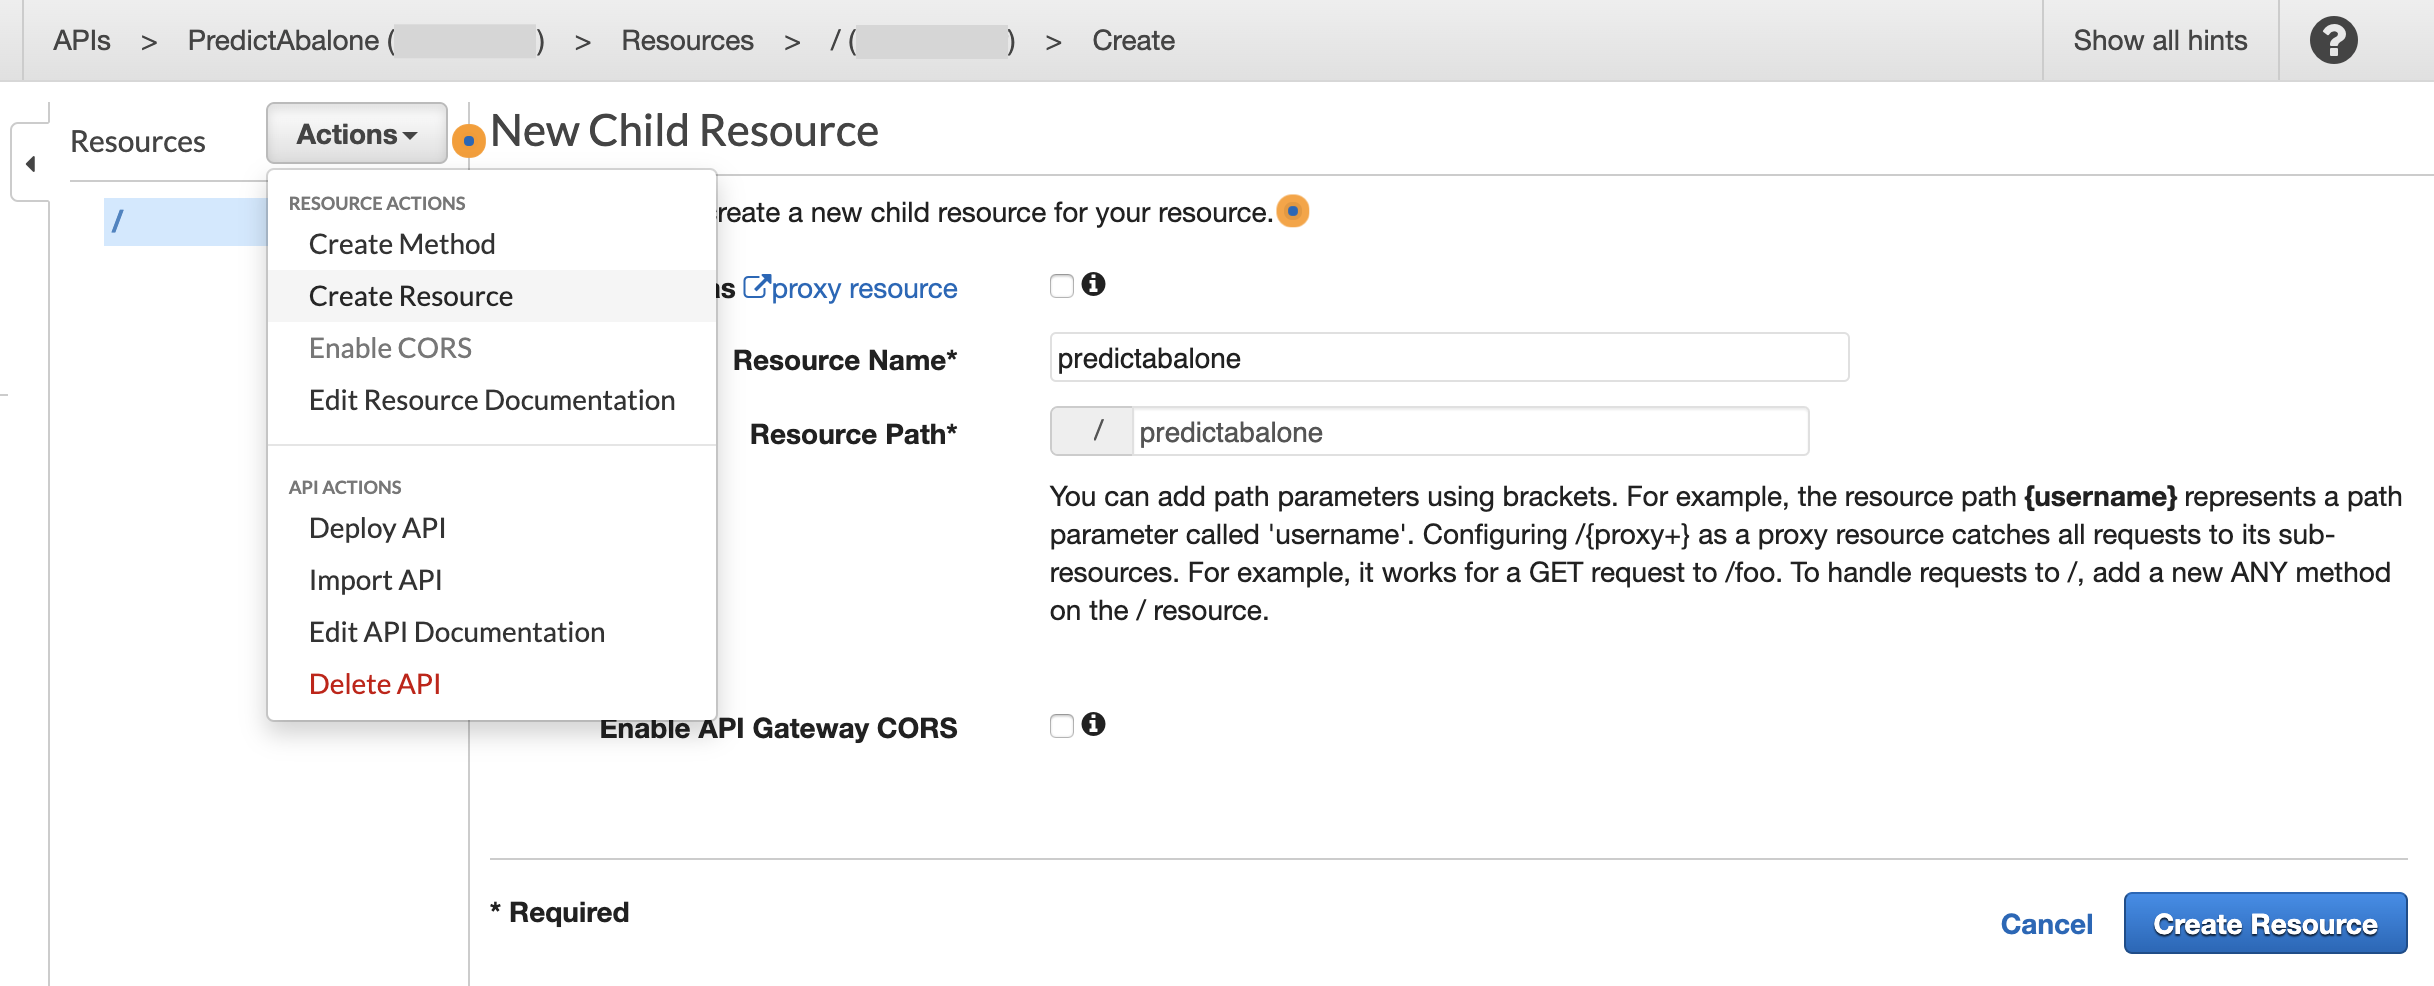 APIs > PredictAbalone ( ) > Resources > / ( ) > Create
Show all hints
?
Resources
Actions
New Child Resource
/
RESOURCE ACTIONS
Create Method
Create Resource
Enable CORS
Edit Resource Documentation
API ACTIONS
Deploy API
Import API
Edit API Documentation
Delete API
create a new child resource for your resource.
as proxy resource
Resource Name*
predictabalone
Resource Path*
/ predictabalone
You can add path parameters using brackets. For example, the resource path {username} represents a path
parameter called 'username'. Configuring /{proxy+} as a proxy resource catches all requests to its sub-
resources. For example, it works for a GET request to /foo. To handle requests to /, add a new ANY method
on the / resource.
Enable API Gateway CORS
* Required
Cancel
Create Resource